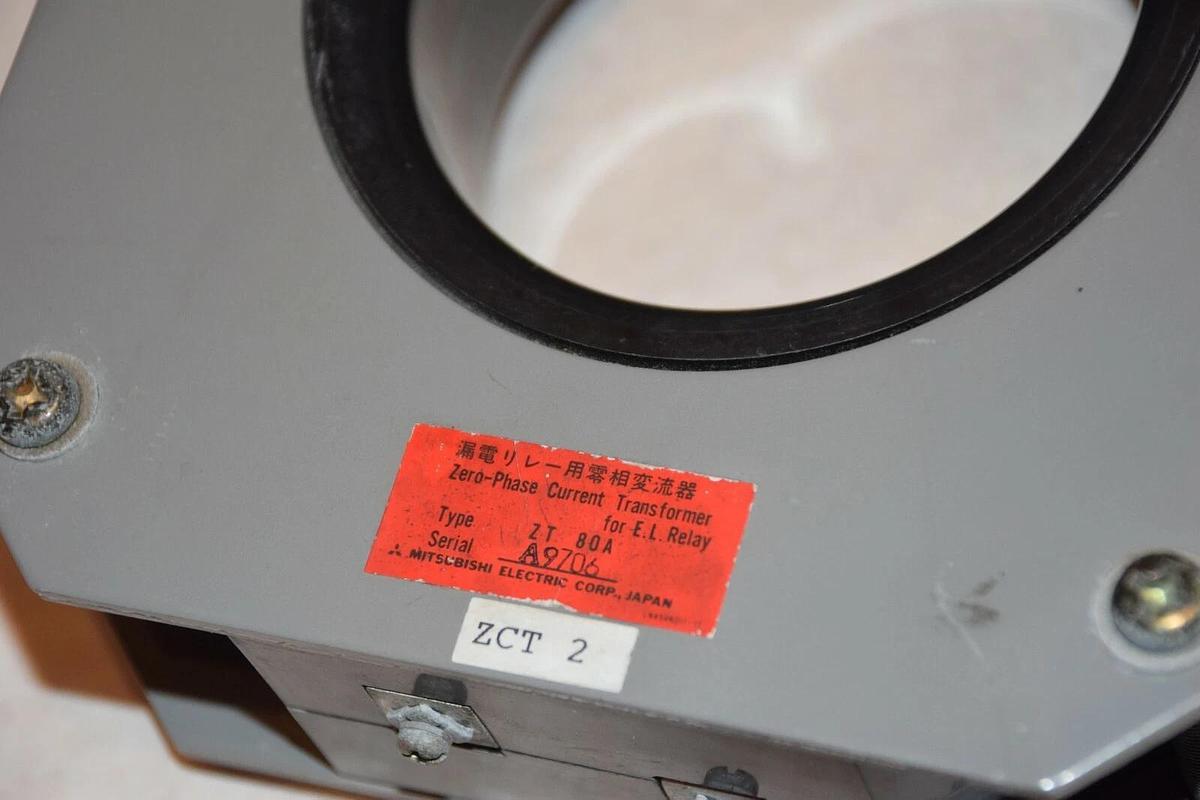 漏電リレー用零相変流器
Zero-Phase Current Transformer
for E.L. Relay
Type ZT 80A
Serial A9706
MITSUBISHI ELECTRIC CORP., JAPAN
ZCT 2